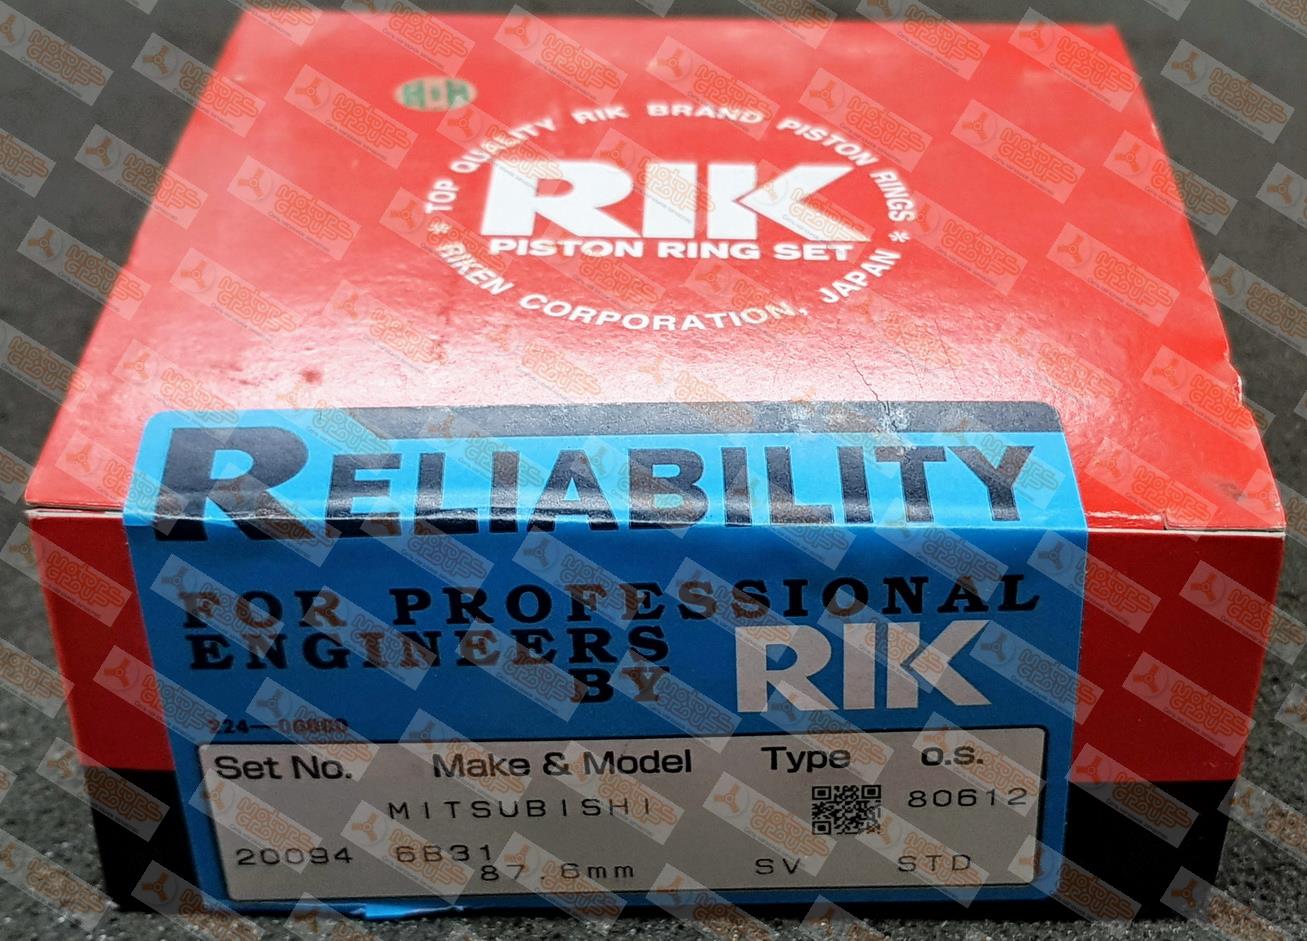 TOP QUALITY RIK BRAND PISTON RINGS
RIK
PISTON RING SET
* RIKEN CORPORATION, JAPAN *
RELIABILITY
FOR PROFESSIONAL
ENGINEERS
BY RIK
Set No. Make & Model Type o.s.
MITSUBISHI 80612
20094 6B31 SV STD
87.6mm